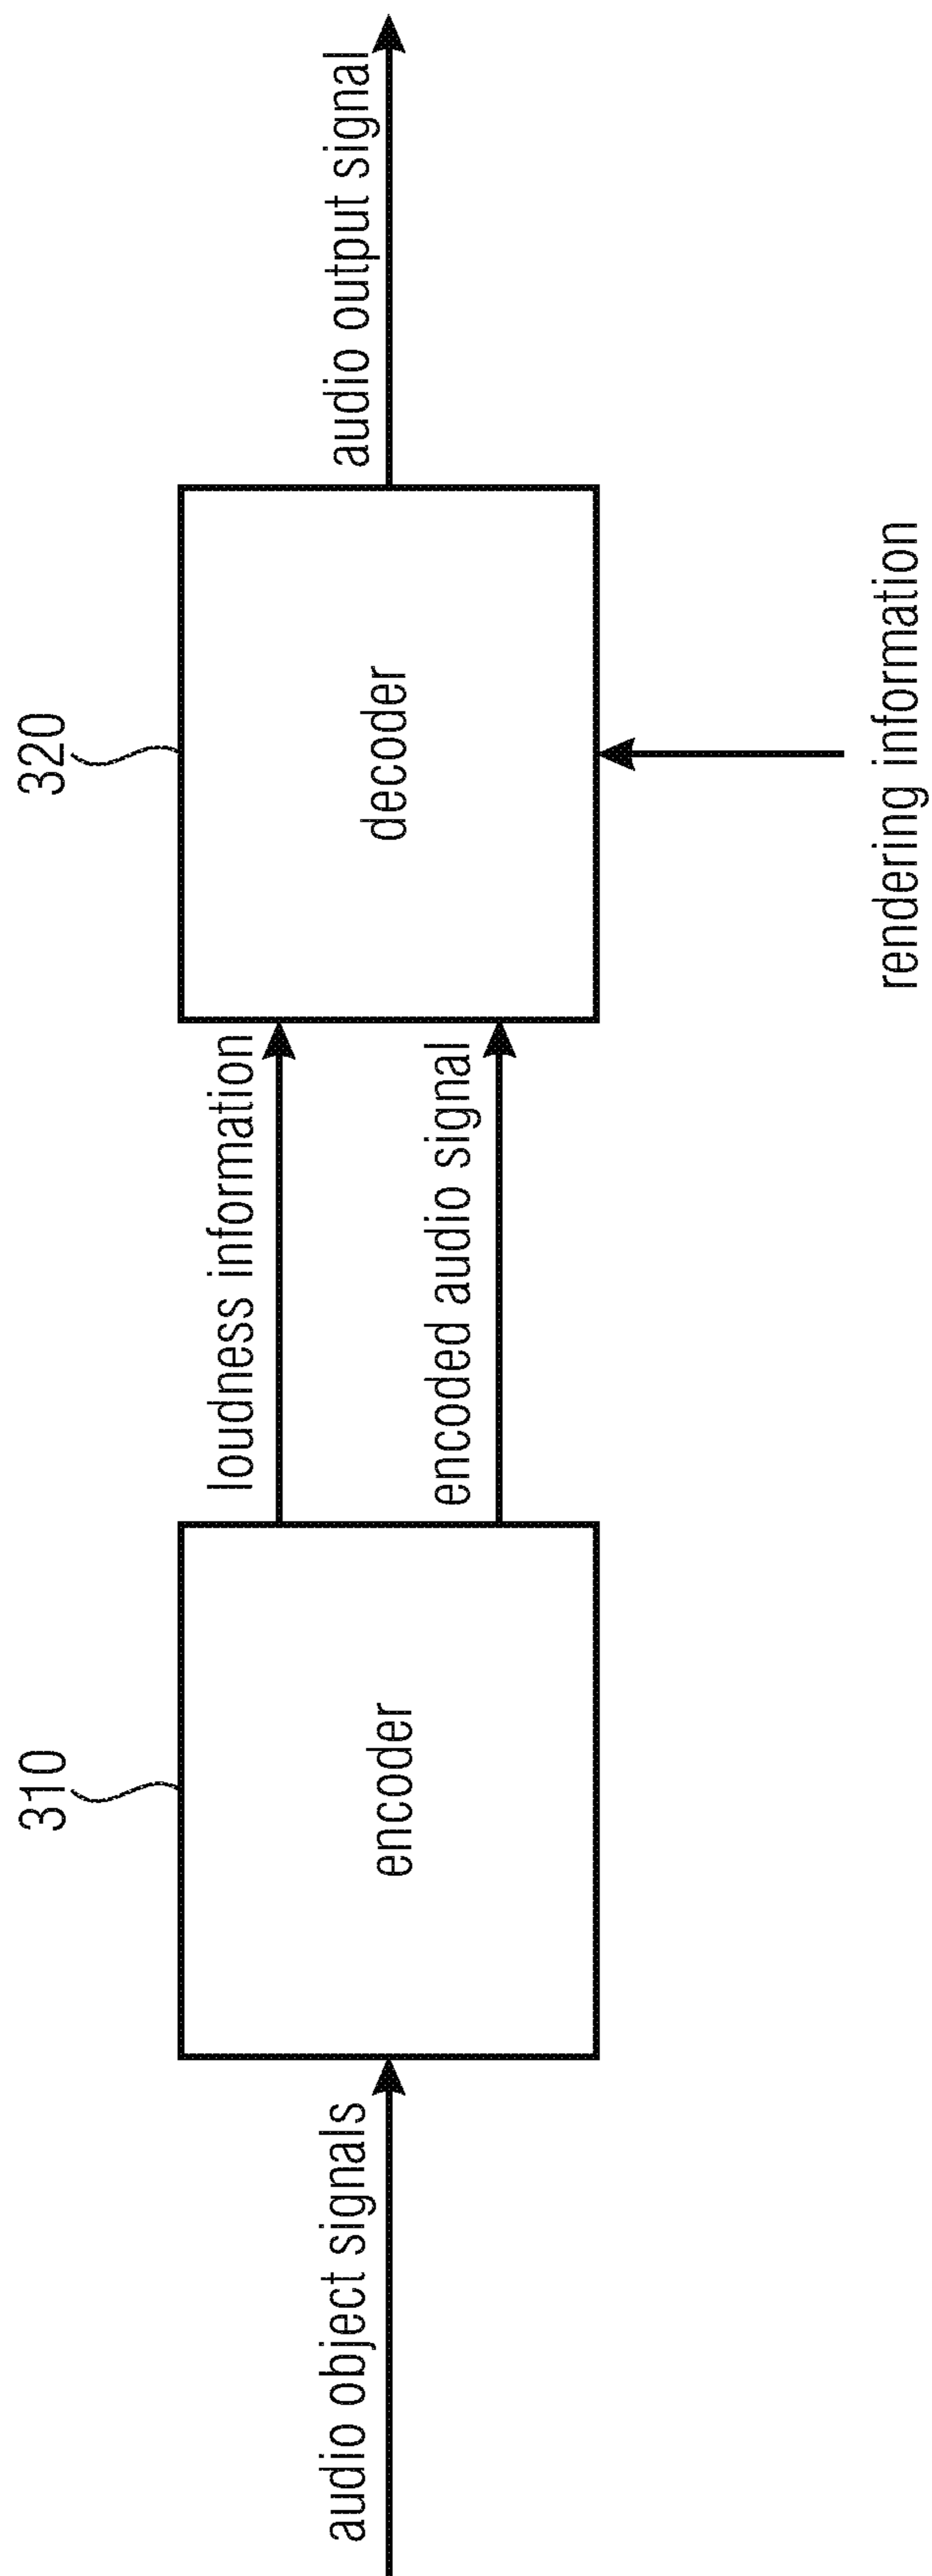 310
320
audio object signals
encoder
loudness information
encoded audio signal
decoder
audio output signal
rendering information